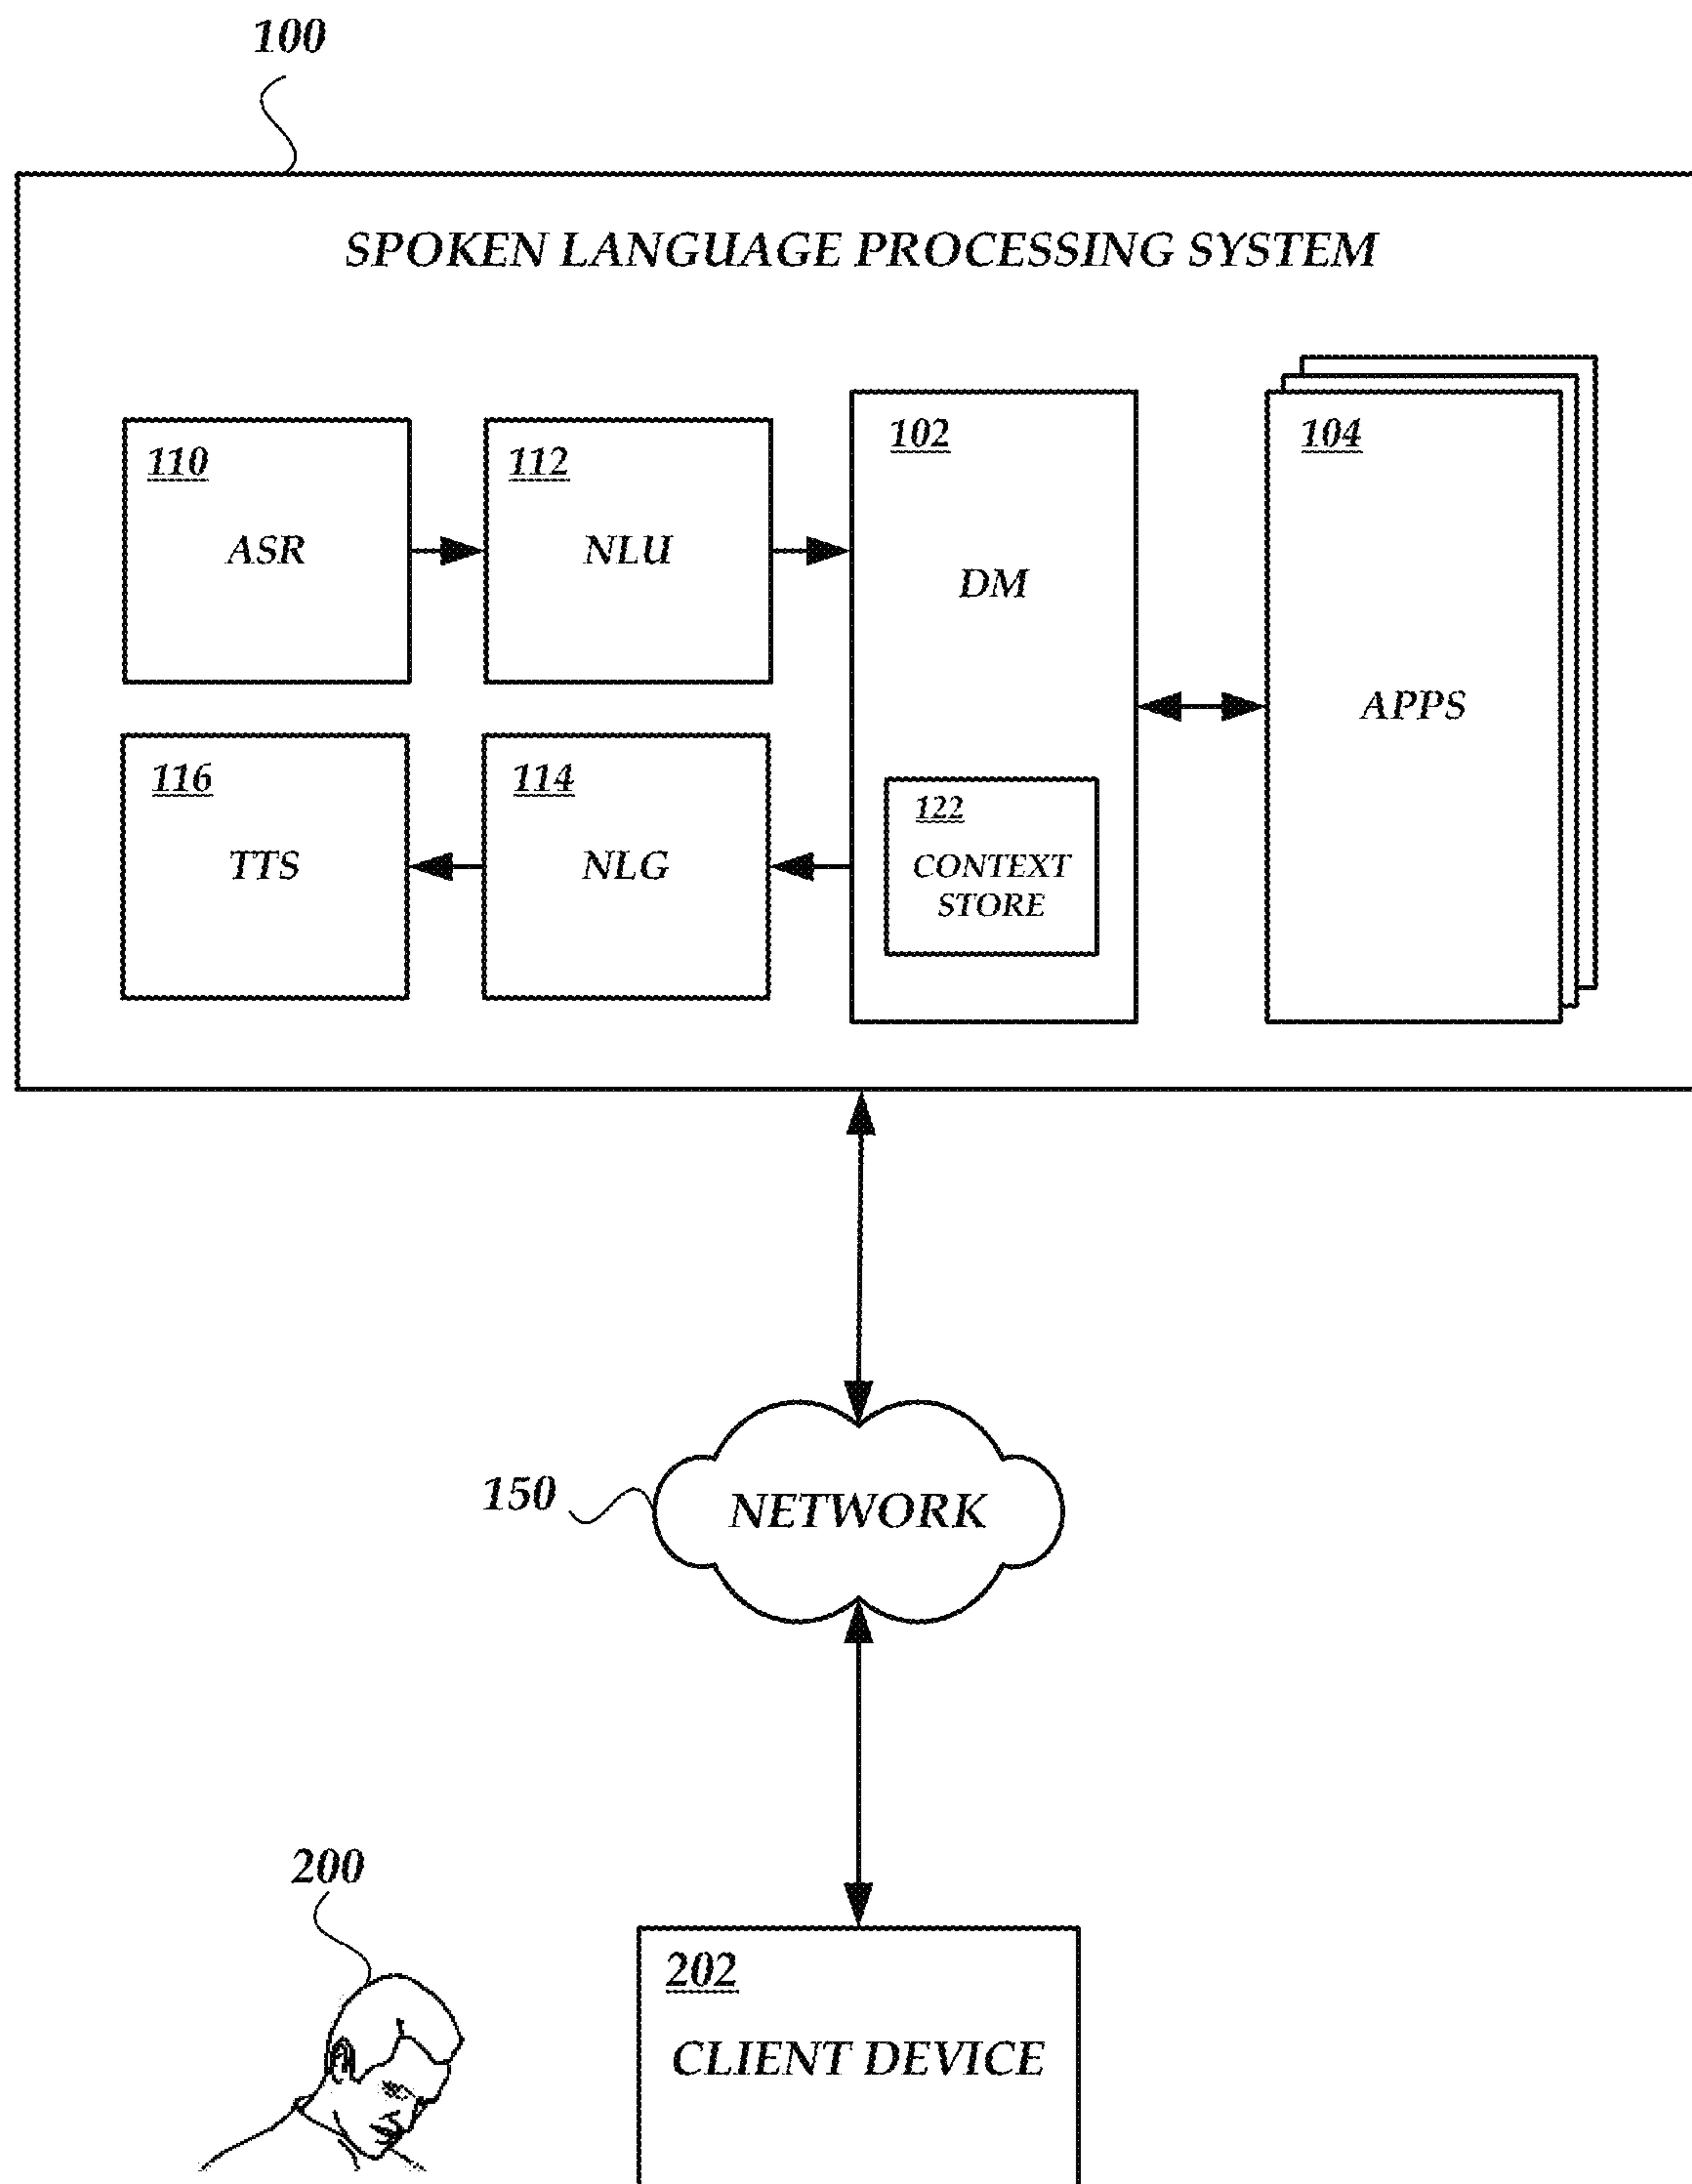 100
SPOKEN LANGUAGE PROCESSING SYSTEM
110
ASR
112
NLU
102
DM
104
APPS
116
TTS
114
NLG
122
CONTEXT
STORE
150
NETWORK
200
202
CLIENT DEVICE